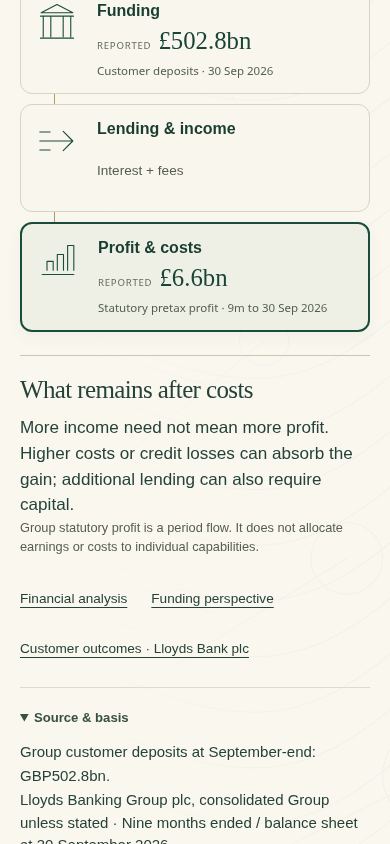 Funding
REPORTED £502.8bn
Customer deposits · 30 Sep 2026
Lending & income
Interest + fees
Profit & costs
REPORTED £6.6bn
Statutory pretax profit · 9m to 30 Sep 2026
What remains after costs
More income need not mean more profit.
Higher costs or credit losses can absorb the
gain; additional lending can also require
capital.
Group statutory profit is a period flow. It does not allocate
earnings or costs to individual capabilities.
Financial analysis Funding perspective
Customer outcomes · Lloyds Bank plc
▼ Source & basis
Group customer deposits at September-end:
GBP502.8bn.
Lloyds Banking Group plc, consolidated Group
unless stated · Nine months ended / balance sheet
at 30 September 2026